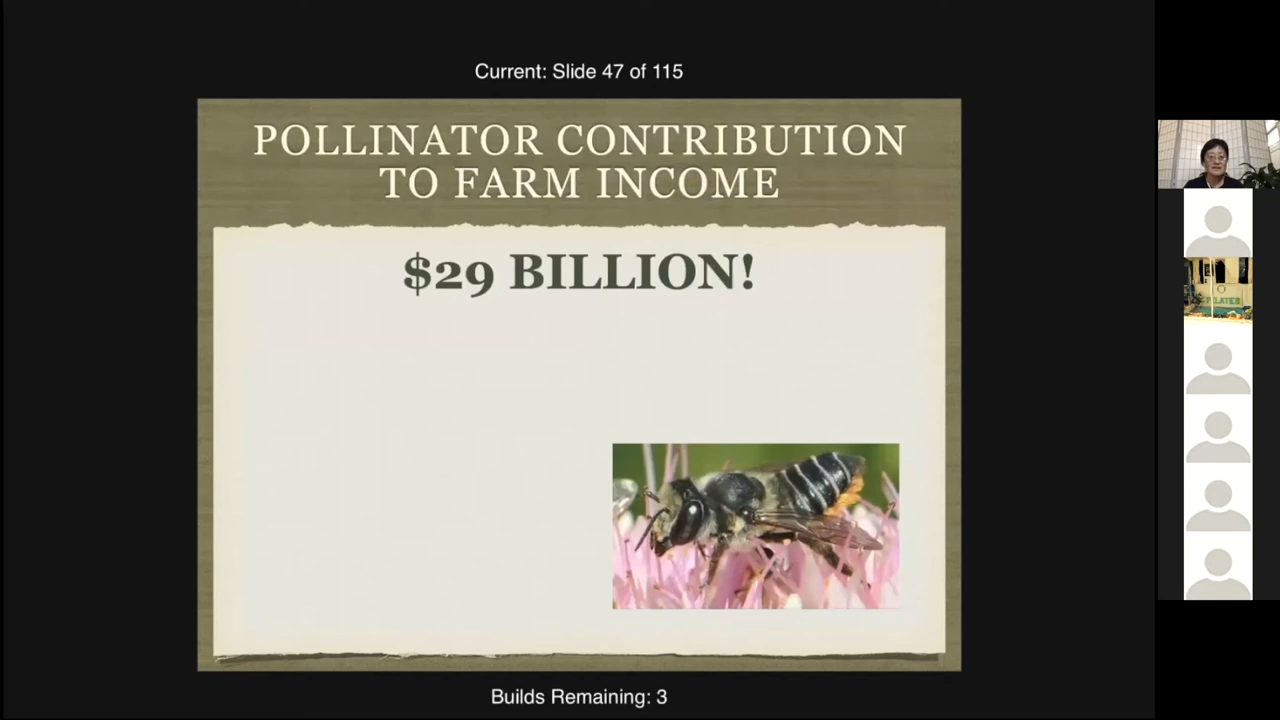 Current: Slide 47 of 115
POLLINATOR CONTRIBUTION
TO FARM INCOME
$29 BILLION!
Builds Remaining: 3